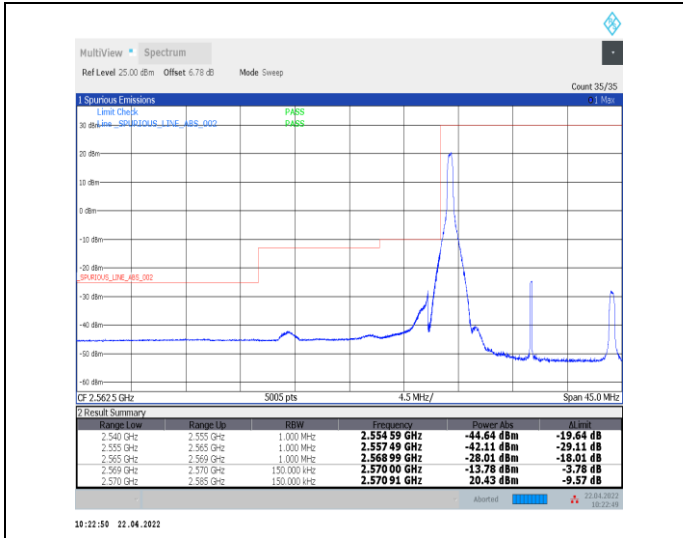 MultiView Spectrum
Ref Level 25.00 dBm Offset 6.78 dB Mode Sweep
Count 35/35
1 Spurious Emissions 1 Max
Limit Check PASS
Line _SPURIOUS_LINE_ABS_002 PASS
30 dBm
20 dBm
10 dBm
0 dBm
-10 dBm
-20 dBm
_SPURIOUS_LINE_ABS_002
-30 dBm
-40 dBm
-50 dBm
-60 dBm
CF 2.5625 GHz 5005 pts 4.5 MHz/ Span 45.0 MHz
2 Result Summary
Range Low Range Up RBW Frequency Power Abs ΔLimit
2.540 GHz 2.555 GHz 1.000 MHz 2.554 59 GHz -44.64 dBm -19.64 dB
2.555 GHz 2.565 GHz 1.000 MHz 2.557 49 GHz -42.11 dBm -29.11 dB
2.565 GHz 2.569 GHz 1.000 MHz 2.568 99 GHz -28.01 dBm -18.01 dB
2.569 GHz 2.570 GHz 150.000 kHz 2.570 00 GHz -13.78 dBm -3.78 dB
2.570 GHz 2.585 GHz 150.000 kHz 2.570 91 GHz 20.43 dBm -9.57 dB
Aborted 22.04.2022
10:22:49
10:22:50 22.04.2022